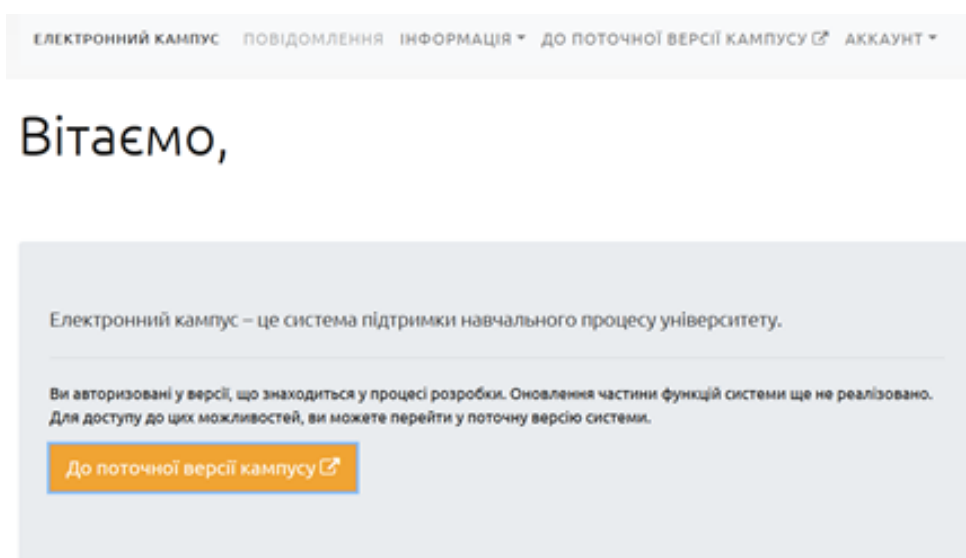 ЕЛЕКТРОННИЙ КАМПУС ПОВІДОМЛЕННЯ ІНФОРМАЦІЯ ДО ПОТОЧНОЇ ВЕРСІЇ КАМПУСУ АККАУНТ
Вітаємо,
Електронний кампус – це система підтримки навчального процесу університету.
Ви авторизовані у версії, що знаходиться у процесі розробки. Оновлення частини функцій системи ще не реалізовано.
Для доступу до цих можливостей, ви можете перейти у поточну версію системи.
До поточної версії кампусу